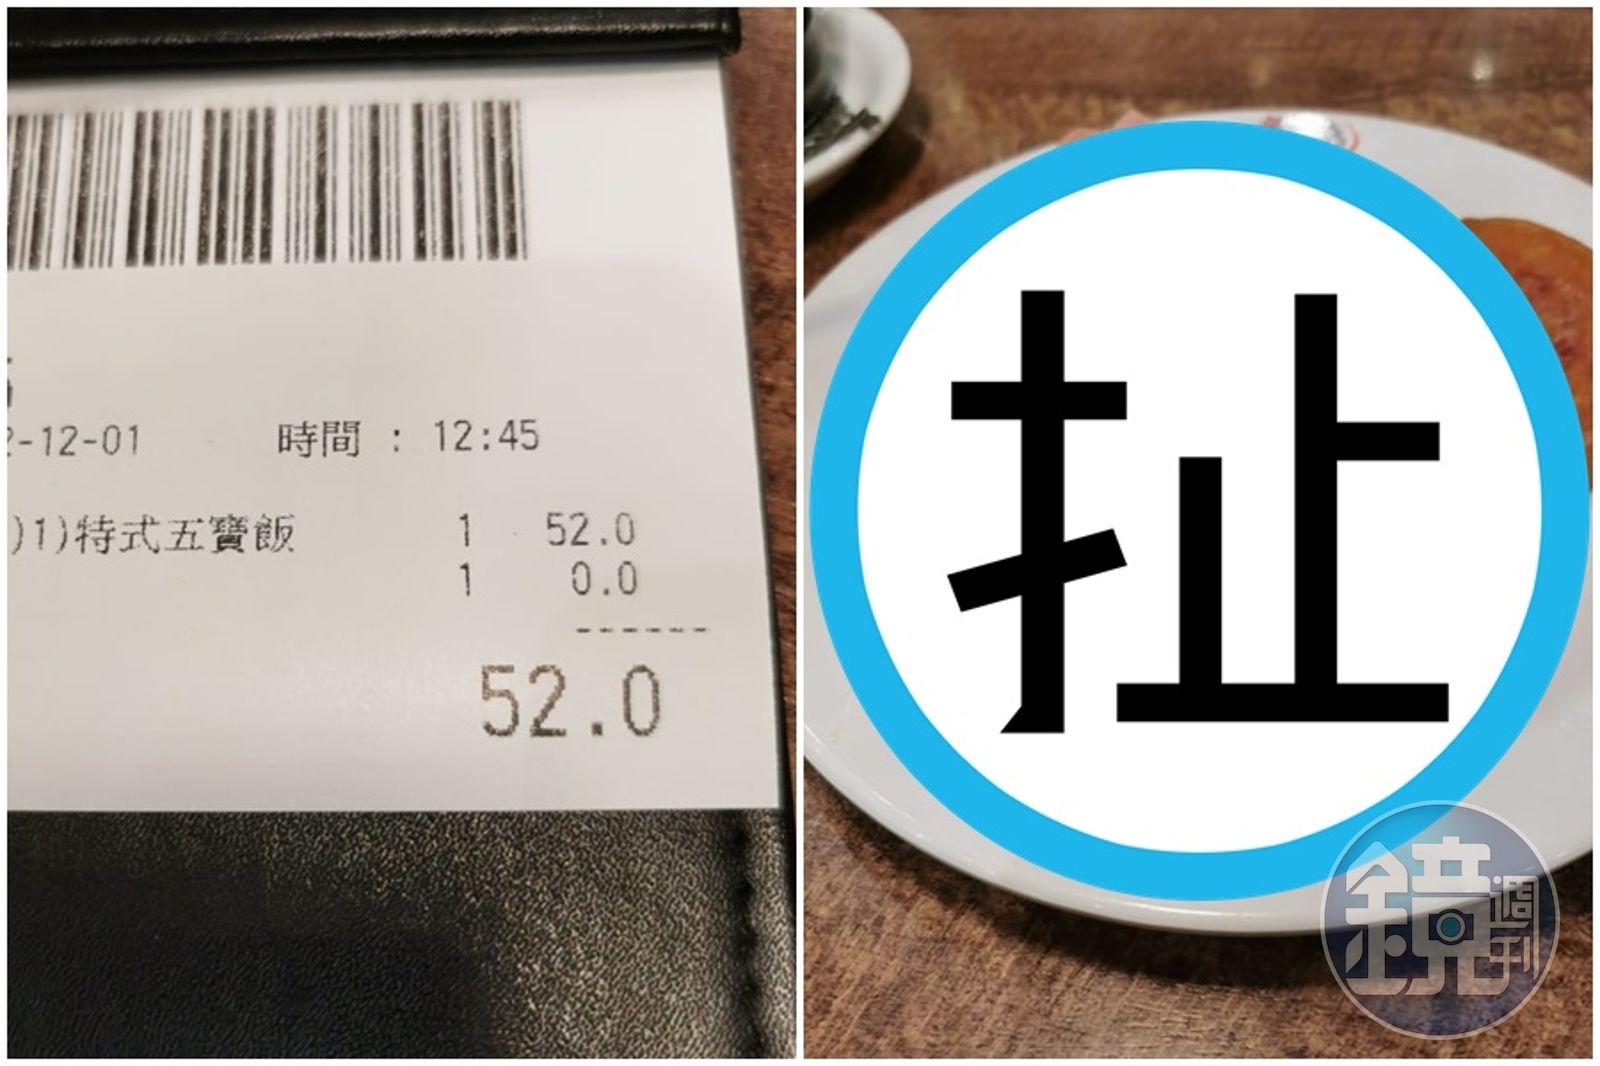 2-12-01 時間 : 12:45
)1)特式五寶飯 1 52.0
1 0.0
------
52.0
扯
鏡週刊